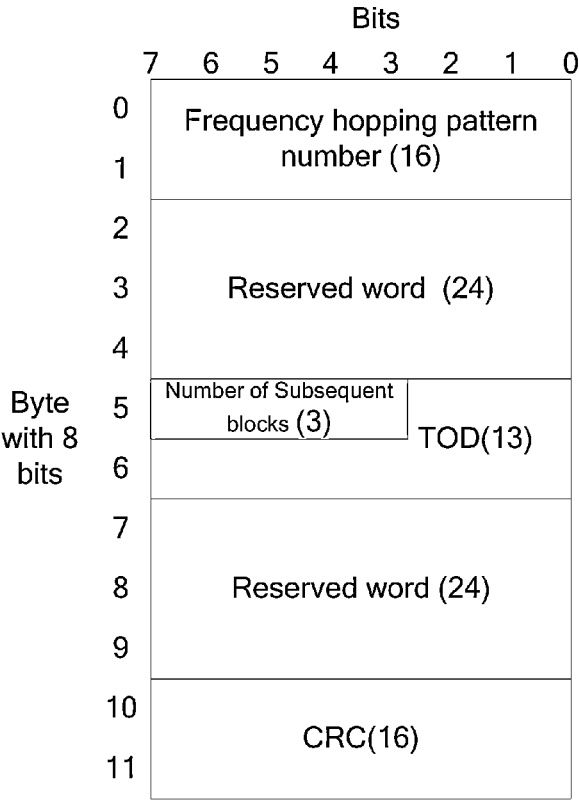 Bits
7 6 5 4 3 2 1 0
0
Frequency hopping pattern
number (16)
1
2
3
Reserved word (24)
4
Byte
with 8
bits
5
Number of Subsequent
blocks (3)
TOD(13)
6
7
8
Reserved word (24)
9
10
CRC(16)
11